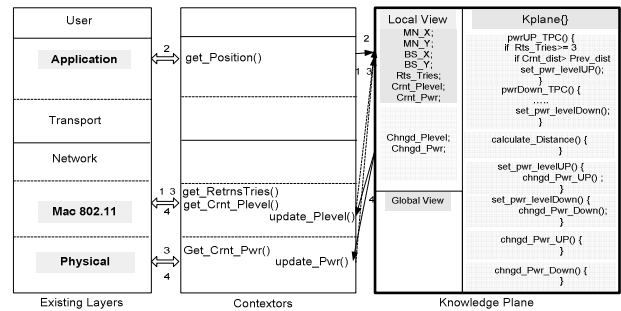 User
Application
Transport
Network
Mac 802.11
Physical
Existing Layers
2
1 3
4
3
4
get_Position()
get_RetrnsTries()
get_Crnt_Plevel()
update_Plevel()
Get_Crnt_Pwr()
update_Pwr()
Contextors
2
1 3
4
Local View
MN_X;
MN_Y;
BS_X;
BS_Y;
Rts_Tries;
Crnt_Plevel;
Crnt_Pwr;
Chngd_Plevel;
Chngd_Pwr;
Global View
Kplane{}
pwrUP_TPC() {
if Rts_Tries>= 3
if Crnt_dist> Prev_dist
set_pwr_levelUP();
}
pwrDown_TPC() {
.....
set_pwr_levelDown();
}
calculate_Distance() {
}
set_pwr_levelUP() {
chngd_Pwr_UP() ;
}
set_pwr_levelDown() {
chngd_Pwr_Down();
}
chngd_Pwr_UP() {
}
chngd_Pwr_Down() {
}
Knowledge Plane